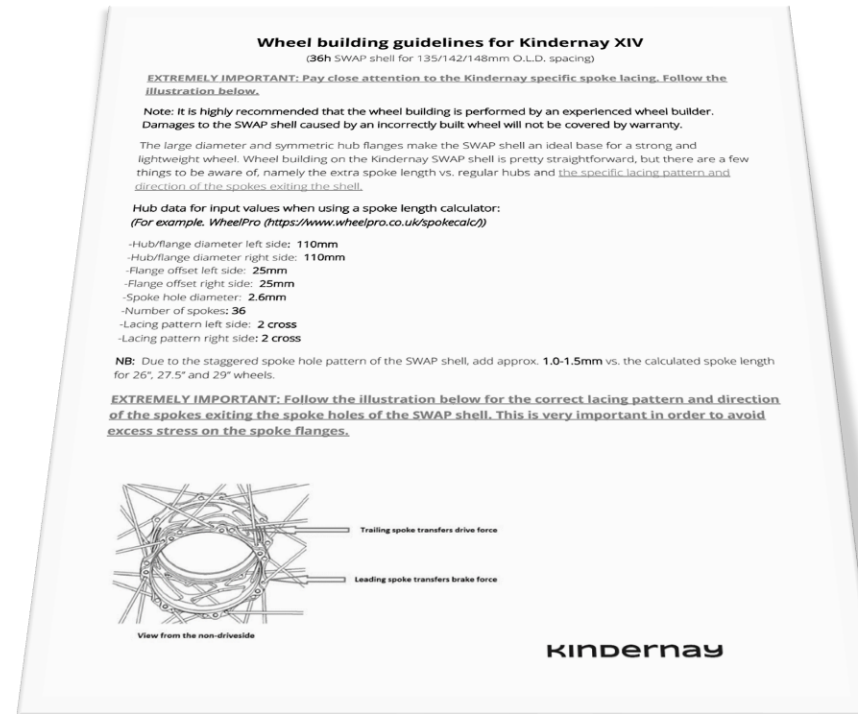 Wheel building guidelines for Kindernay XIV
(36h SWAP shell for 135/142/148mm O.L.D. spacing)
EXTREMELY IMPORTANT: Pay close attention to the Kindernay specific spoke lacing. Follow the
illustration below.
Note: It is highly recommended that the wheel building is performed by an experienced wheel builder.
Damages to the SWAP shell caused by an incorrectly built wheel will not be covered by warranty.
The large diameter and symmetric hub flanges make the SWAP shell an ideal base for a strong and
lightweight wheel. Wheel building on the Kindernay SWAP shell is pretty straightforward, but there are a few
things to be aware of, namely the extra spoke length vs. regular hubs and the specific lacing pattern and
direction of the spokes exiting the shell.
Hub data for input values when using a spoke length calculator:
(For example. WheelPro (https://www.wheelpro.co.uk/spokecalc/))
-Hub/flange diameter left side: 110mm
-Hub/flange diameter right side: 110mm
-Flange offset left side: 25mm
-Flange offset right side: 25mm
-Spoke hole diameter: 2.6mm
-Number of spokes: 36
-Lacing pattern left side: 2 cross
-Lacing pattern right side: 2 cross
NB: Due to the staggered spoke hole pattern of the SWAP shell, add approx. 1.0-1.5mm vs. the calculated spoke length
for 26”, 27.5” and 29” wheels.
EXTREMELY IMPORTANT: Follow the illustration below for the correct lacing pattern and direction
of the spokes exiting the spoke holes of the SWAP shell. This is very important in order to avoid
excess stress on the spoke flanges.
Trailing spoke transfers drive force
Leading spoke transfers brake force
View from the non-driveside
KINDERNAY